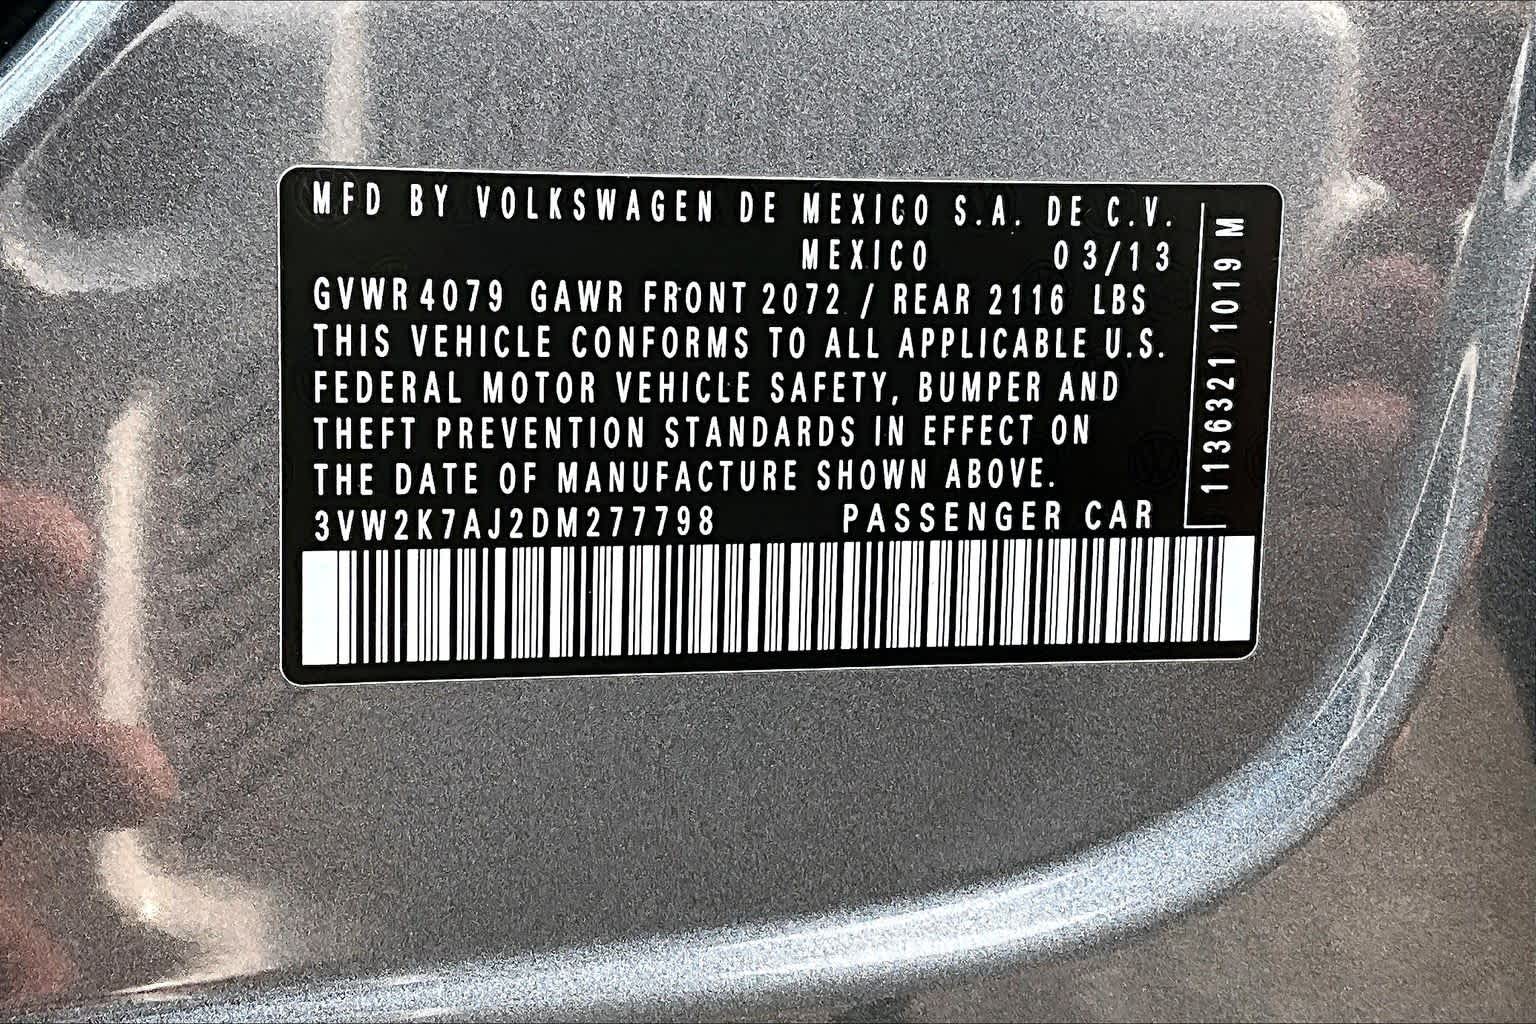 MFD BY VOLKSWAGEN DE MEXICO S.A. DE C.V.
MEXICO 03/13
GVWR 4079 GAWR FRONT 2072 / REAR 2116 LBS
THIS VEHICLE CONFORMS TO ALL APPLICABLE U.S.
FEDERAL MOTOR VEHICLE SAFETY, BUMPER AND
THEFT PREVENTION STANDARDS IN EFFECT ON
THE DATE OF MANUFACTURE SHOWN ABOVE.
3VW2K7AJ2DM277798 PASSENGER CAR
1136321 1019 M